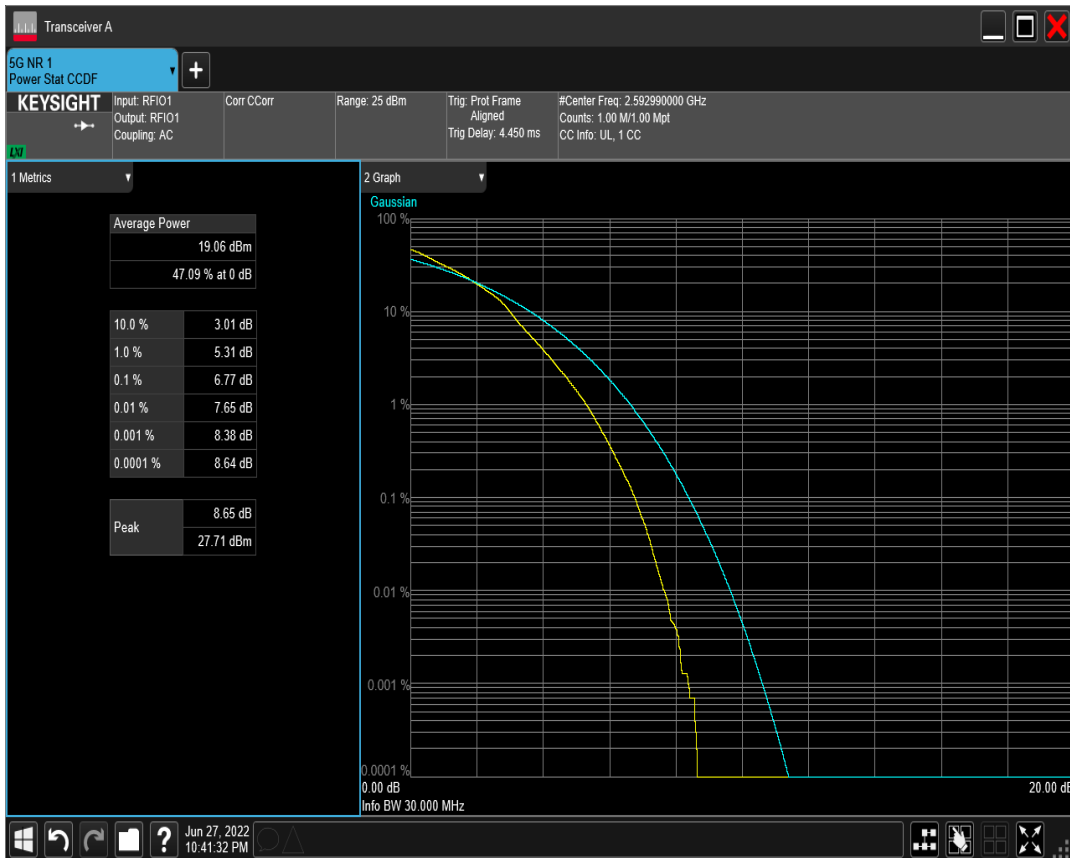 Transceiver A
5G NR 1
Power Stat CCDF
+
KEYSIGHT
LXI
Input: RFIO1
Output: RFIO1
Coupling: AC
Corr CCorr
Range: 25 dBm
Trig: Prot Frame
Aligned
Trig Delay: 4.450 ms
#Center Freq: 2.592990000 GHz
Counts: 1.00 M/1.00 Mpt
CC Info: UL, 1 CC
1 Metrics
Average Power
19.06 dBm
47.09 % at 0 dB
10.0 % 3.01 dB
1.0 % 5.31 dB
0.1 % 6.77 dB
0.01 % 7.65 dB
0.001 % 8.38 dB
0.0001 % 8.64 dB
Peak
8.65 dB
27.71 dBm
2 Graph
Gaussian
100 %
10 %
1 %
0.1 %
0.01 %
0.001 %
0.0001 %
0.00 dB
20.00 dB
Info BW 30.000 MHz
?
Jun 27, 2022
10:41:32 PM